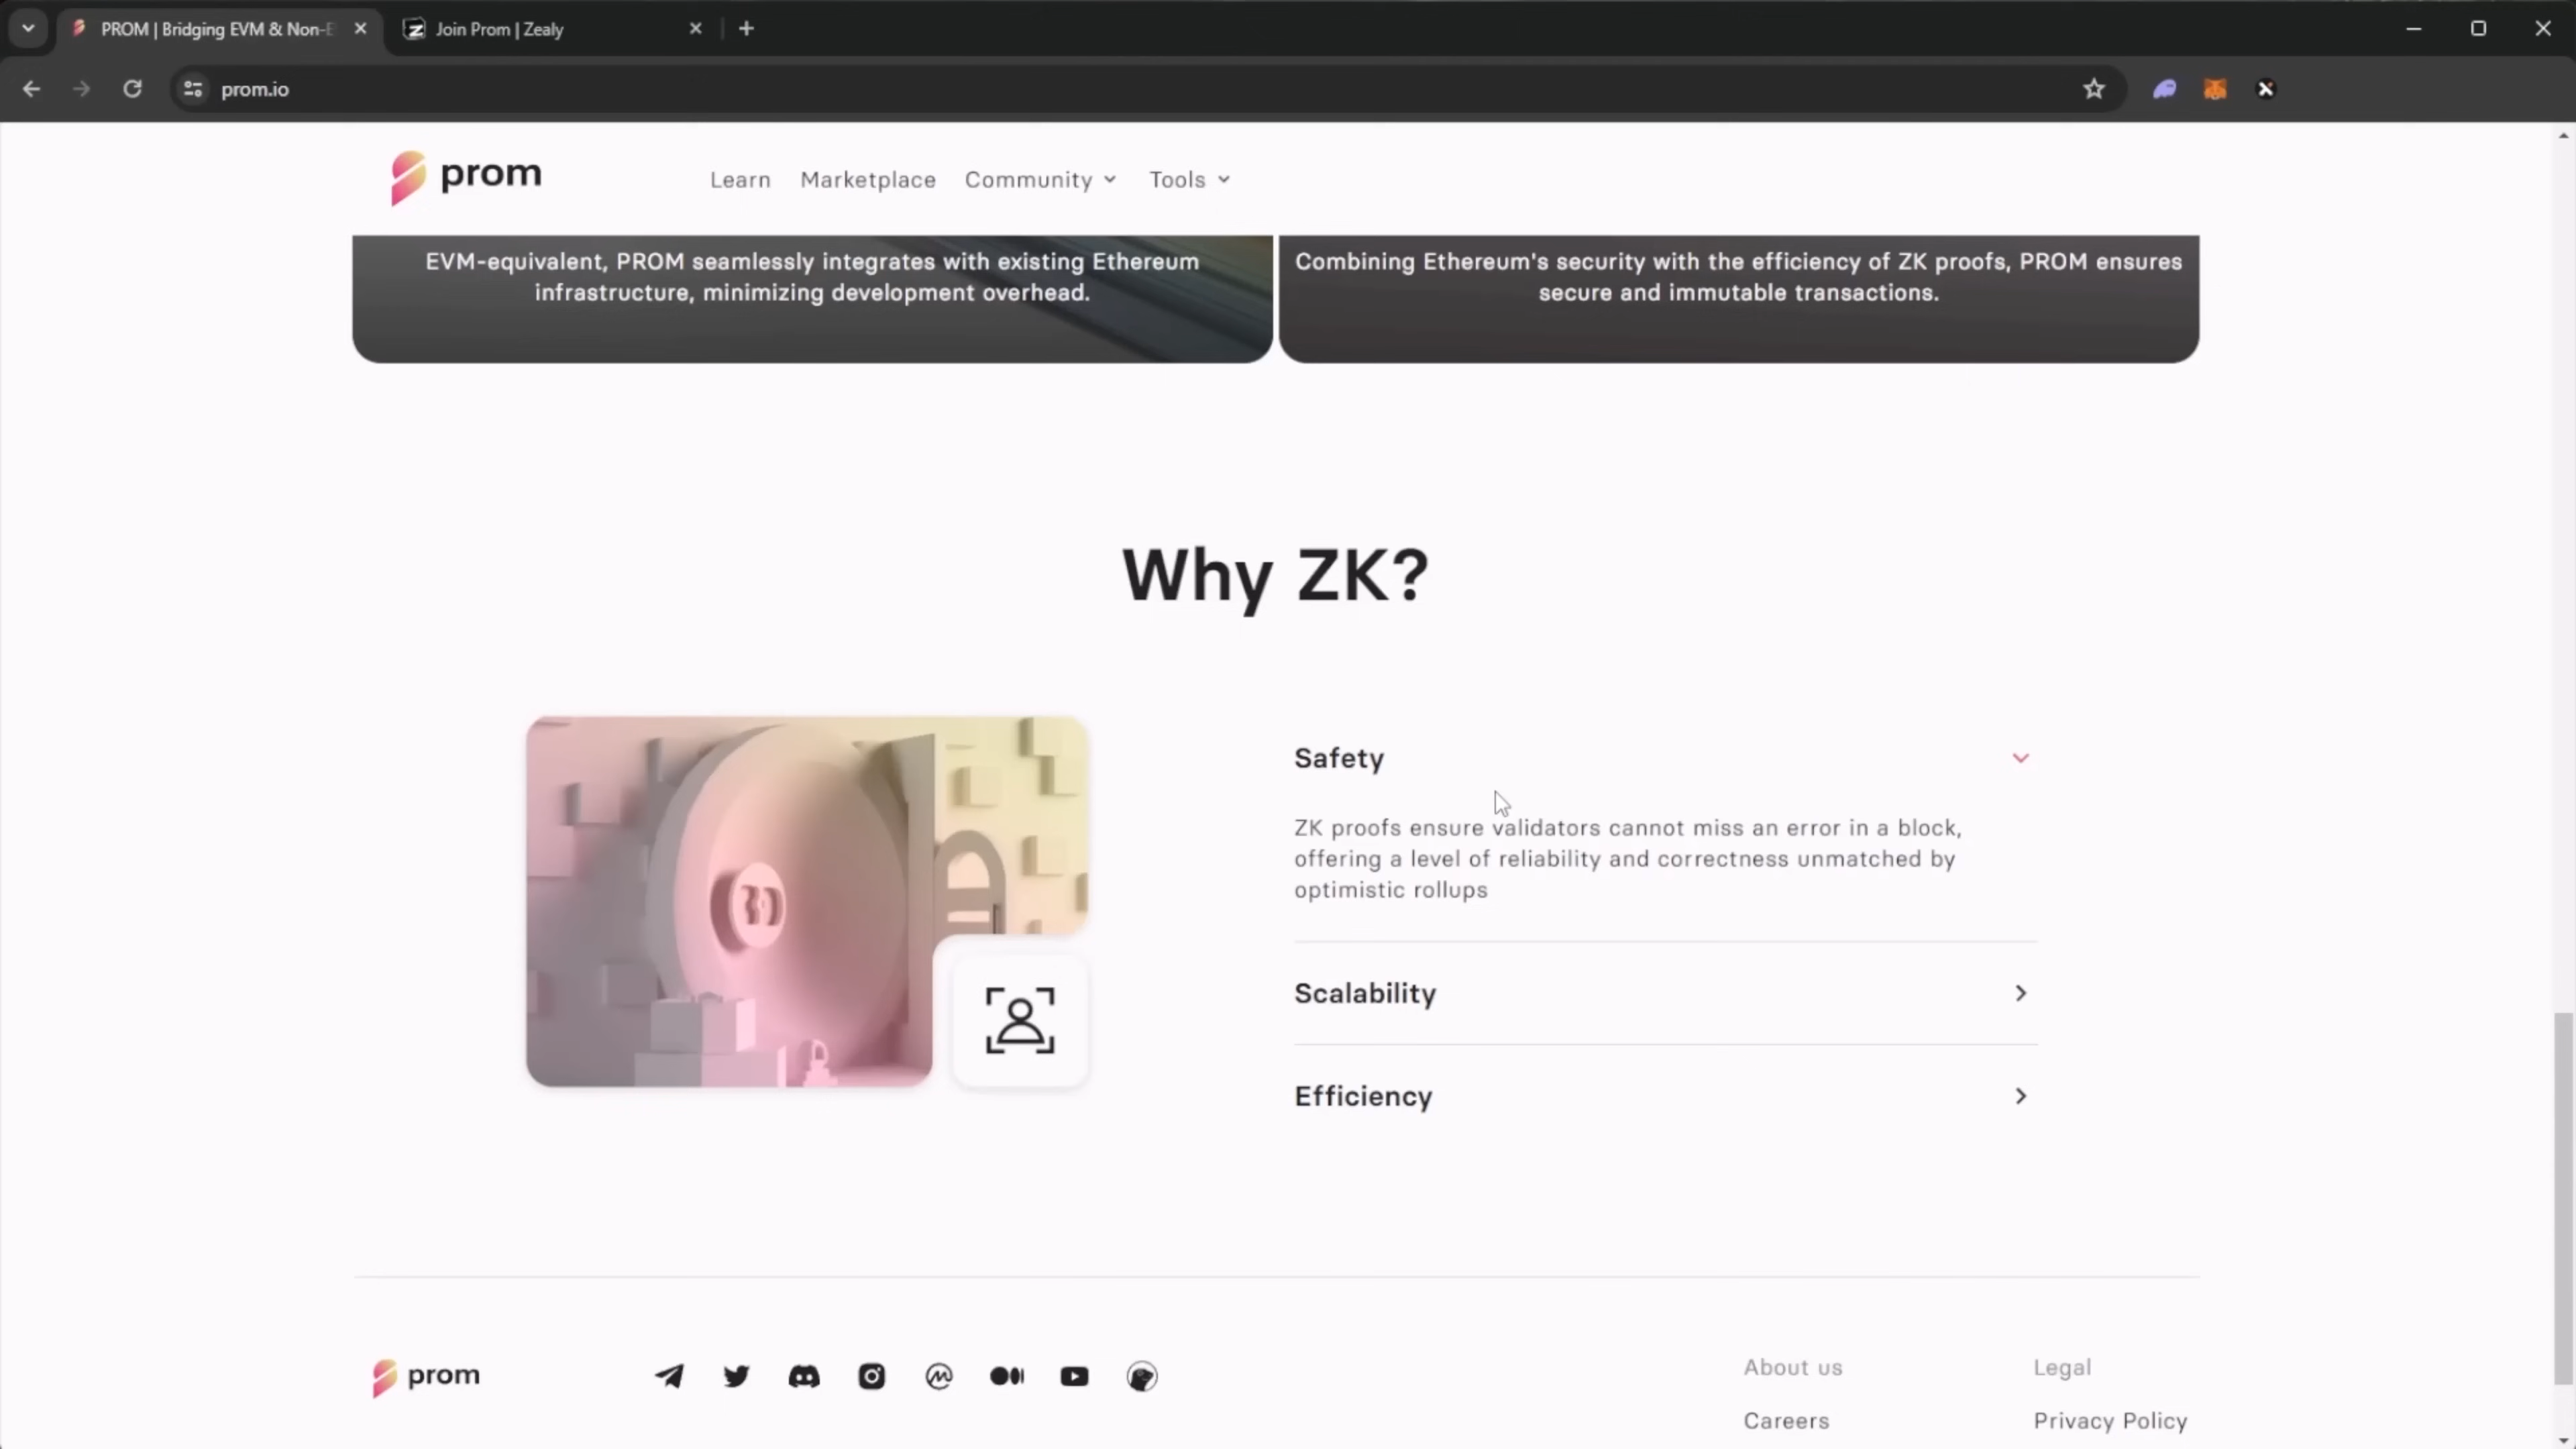 PROM | Bridging EVM & Non-E
Join Prom | Zealy
prom.io
prom
Learn
Marketplace
Community
Tools
EVM-equivalent, PROM seamlessly integrates with existing Ethereum
infrastructure, minimizing development overhead.
Combining Ethereum's security with the efficiency of ZK proofs, PROM ensures
secure and immutable transactions.
Why ZK?
Safety
ZK proofs ensure validators cannot miss an error in a block,
offering a level of reliability and correctness unmatched by
optimistic rollups
Scalability
Efficiency
prom
About us
Legal
Careers
Privacy Policy